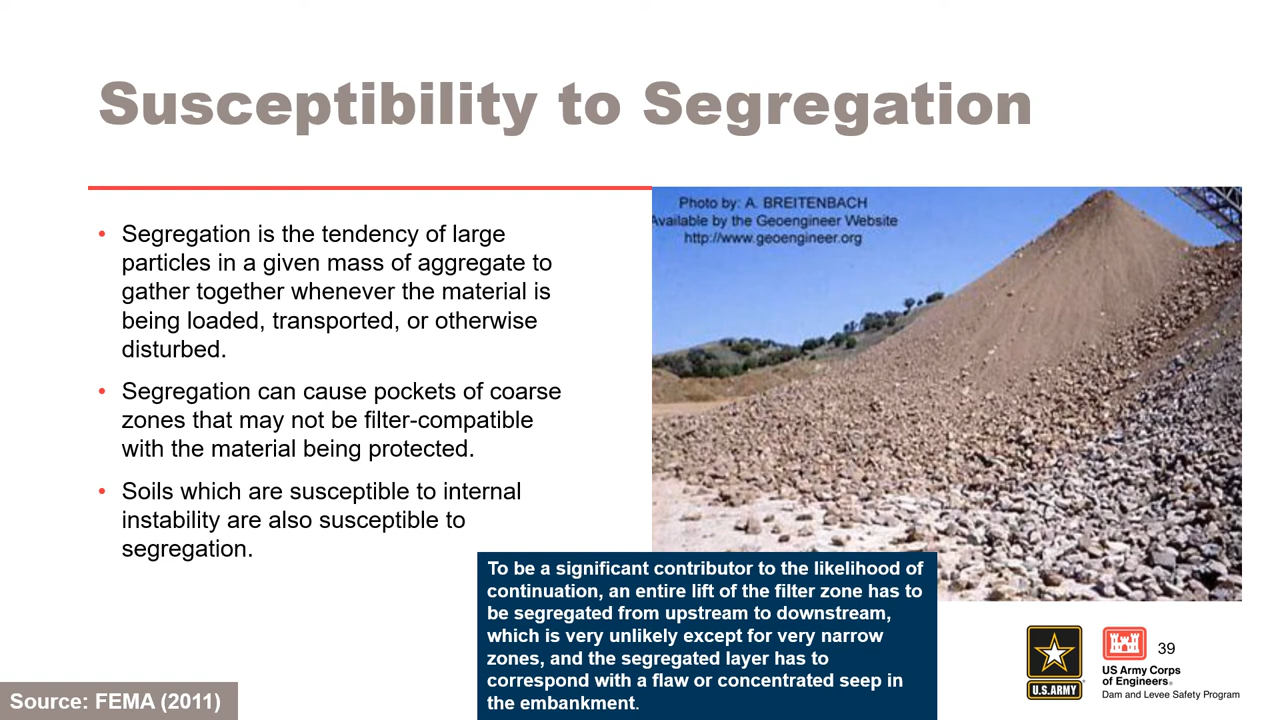 Susceptibility to Segregation
• Segregation is the tendency of large
particles in a given mass of aggregate to
gather together whenever the material is
being loaded, transported, or otherwise
disturbed.
• Segregation can cause pockets of coarse
zones that may not be filter-compatible
with the material being protected.
• Soils which are susceptible to internal
instability are also susceptible to
segregation.
Photo by: A. BREITENBACH
Available by the Geoengineer Website
http://www.geoengineer.org
To be a significant contributor to the likelihood of
continuation, an entire lift of the filter zone has to
be segregated from upstream to downstream,
which is very unlikely except for very narrow
zones, and the segregated layer has to
correspond with a flaw or concentrated seep in
the embankment.
Source: FEMA (2011)
U.S.ARMY
39
US Army Corps
of Engineers®
Dam and Levee Safety Program